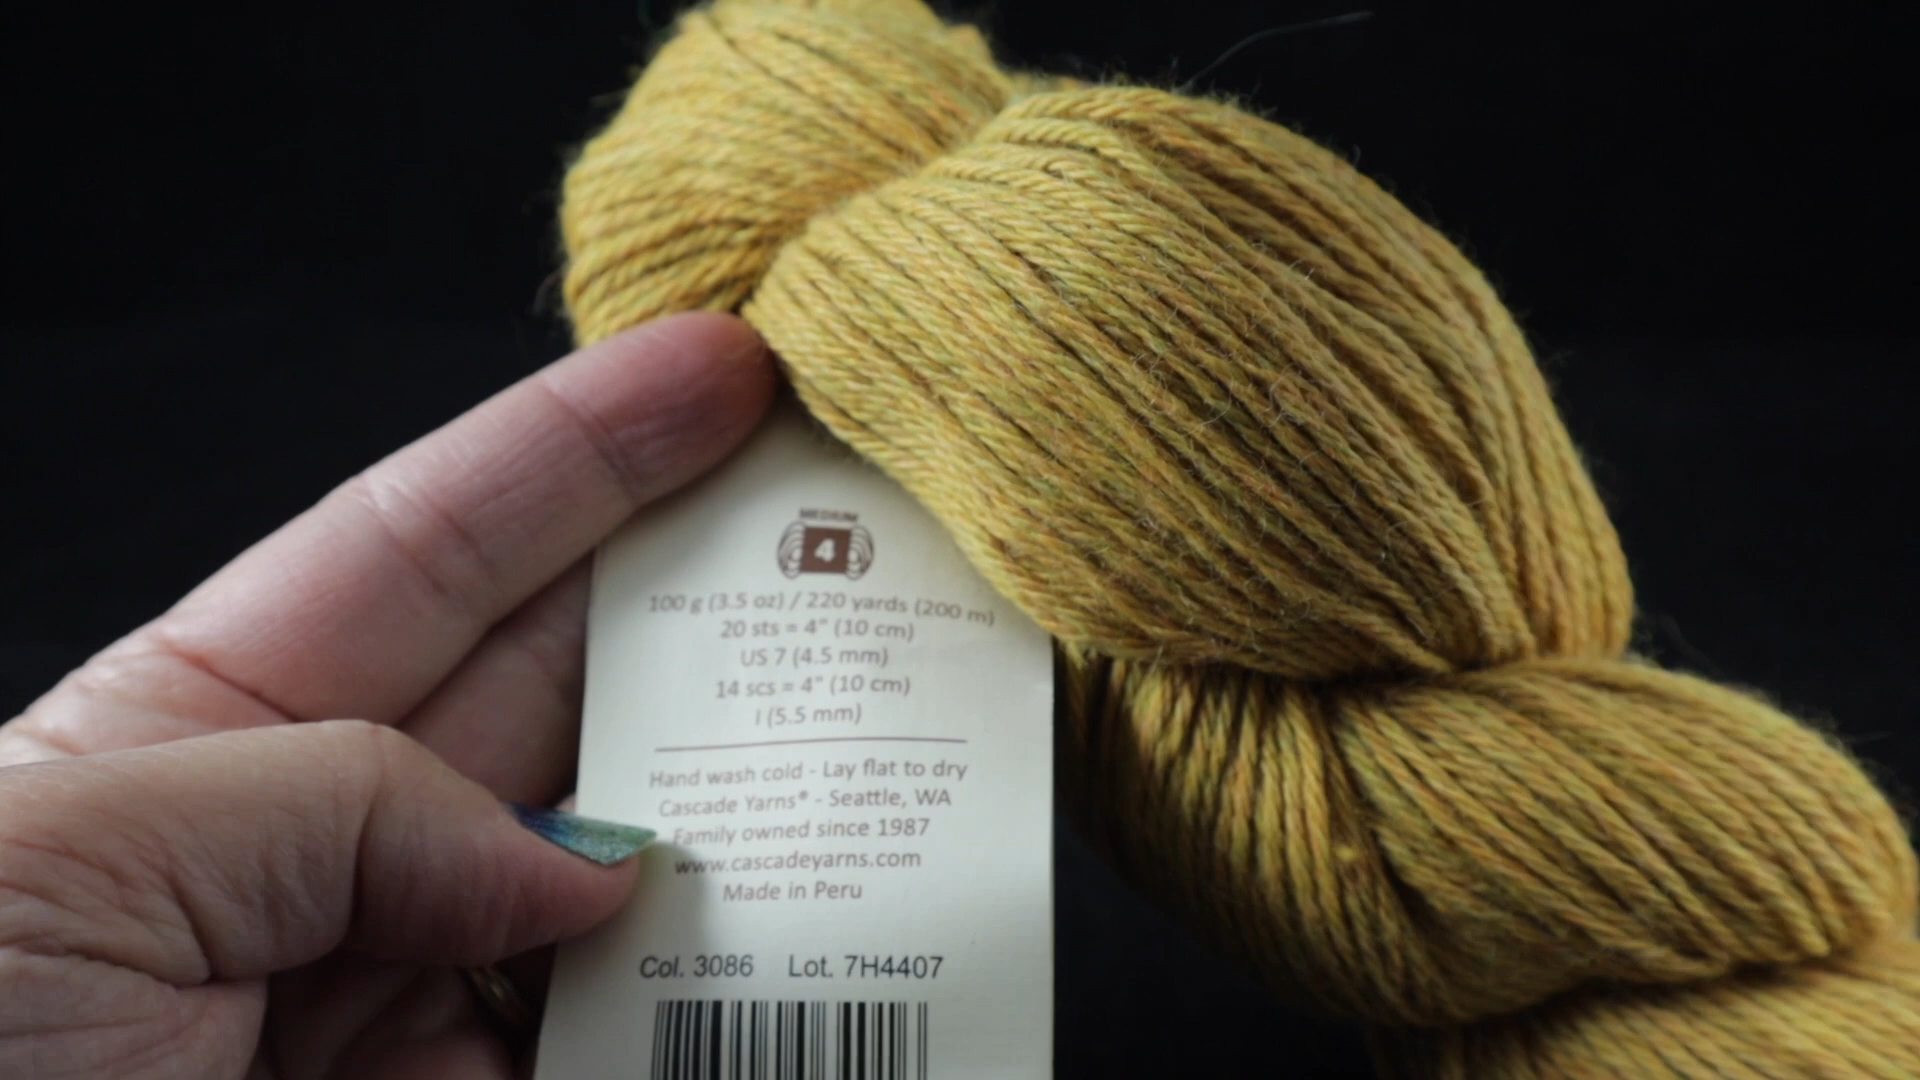 MEDIUM
4
100 g (3.5 oz) / 220 yards (200 m)
20 sts = 4" (10 cm)
US 7 (4.5 mm)
14 scs = 4" (10 cm)
I (5.5 mm)
Hand wash cold - Lay flat to dry
Cascade Yarns® - Seattle, WA
Family owned since 1987
www.cascadeyarns.com
Made in Peru
Col. 3086 Lot. 7H4407